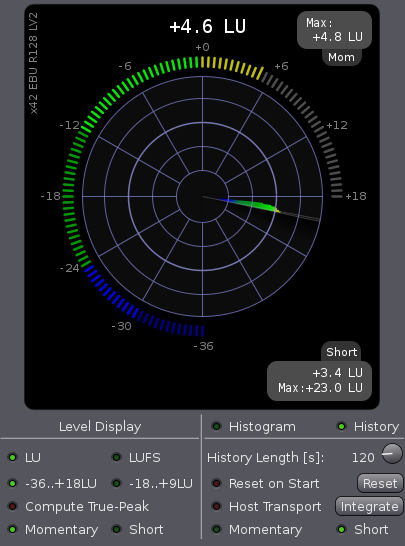 x42 EBU R128 LV2
+4.6 LU
Max:
+4.8 LU
Mom
+0
-6
+6
-12
+12
-18
+18
-24
-30
-36
Short
+3.4 LU
Max:+23.0 LU
Level Display
Histogram
History
LU
LUFS
History Length [s]:
120
-36..+18LU
-18..+9LU
Reset on Start
Reset
Compute True-Peak
Host Transport
Integrate
Momentary
Short
Momentary
Short